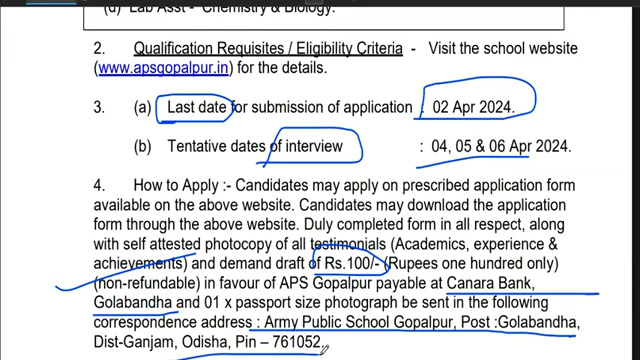 (d) Lab Asst - Chemistry & Biology.
2. Qualification Requisites / Eligibility Criteria - Visit the school website
(www.apsgopalpur.in) for the details.
3. (a) Last date for submission of application : 02 Apr 2024.
(b) Tentative dates of interview : 04, 05 & 06 Apr 2024.
4. How to Apply :- Candidates may apply on prescribed application form
available on the above website. Candidates may download the application
form through the above website. Duly completed form in all respect, along
with self attested photocopy of all testimonials (Academics, experience &
achievements) and demand draft of Rs.100/- (Rupees one hundred only)
(non-refundable) in favour of APS Gopalpur payable at Canara Bank,
Golabandha and 01 x passport size photograph be sent in the following
correspondence address : Army Public School Gopalpur, Post :Golabandha,
Dist-Ganjam, Odisha, Pin – 761052.